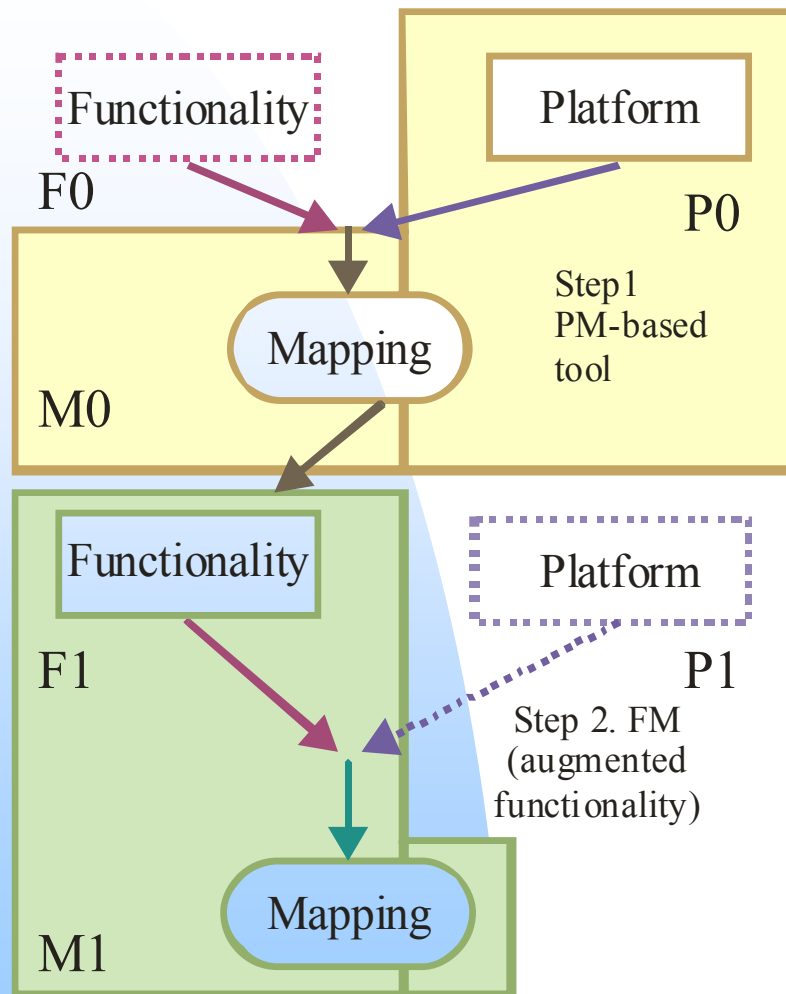 Functionality
Platform
F0
P0
Step1
PM-based
tool
Mapping
M0
Functionality
Platform
F1
P1
Step 2. FM
(augmented
functionality)
Mapping
M1